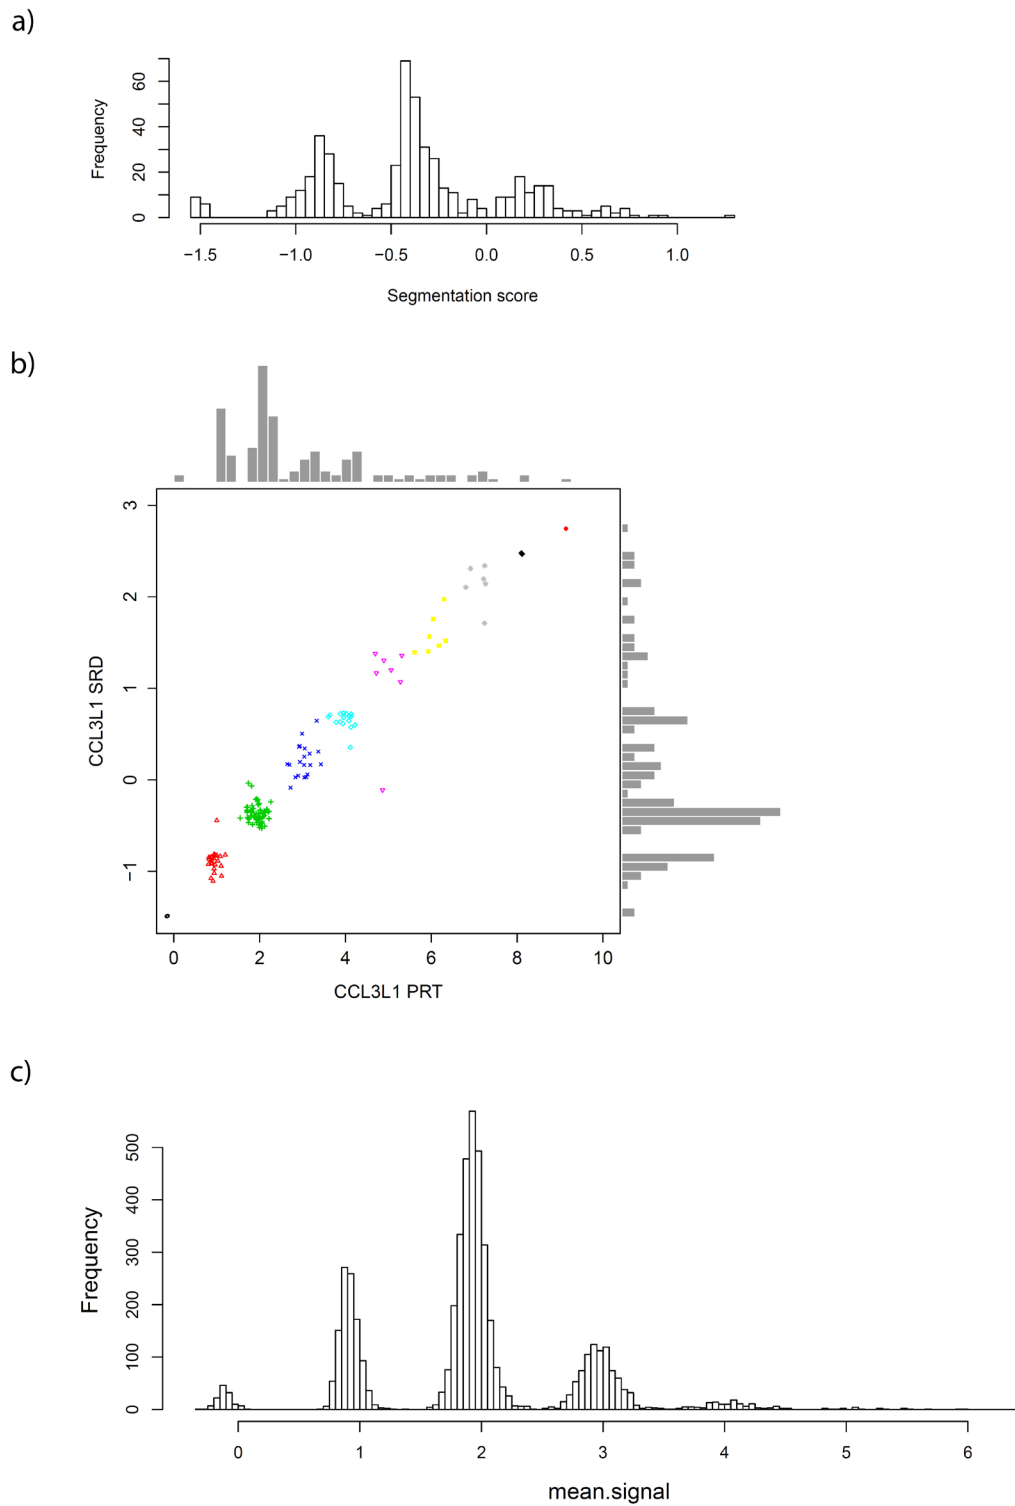 a)
Frequency
0 20 40 60
−1.5 −1.0 −0.5 0.0 0.5 1.0
Segmentation score
b)
CCL3L1 SRD
−1 0 1 2 3
0 2 4 6 8 10
CCL3L1 PRT
c)
Frequency
0 100 200 300 400 500
0 1 2 3 4 5 6
mean.signal